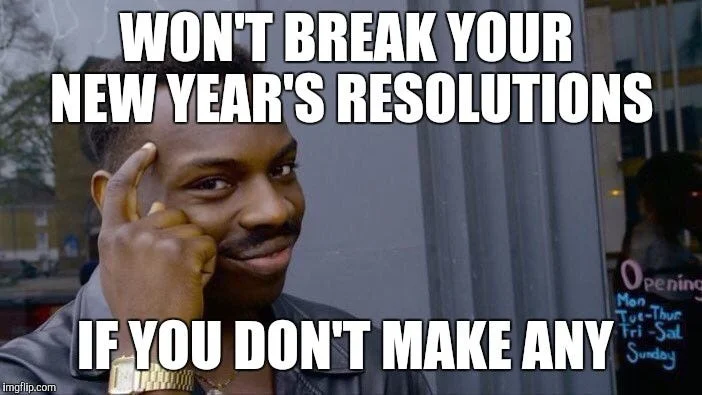 WON'T BREAK YOUR
NEW YEAR'S RESOLUTIONS
Opening
Mon
Tue-Thur
Fri-Sat
Sunday
IF YOU DON'T MAKE ANY
imgflip.com